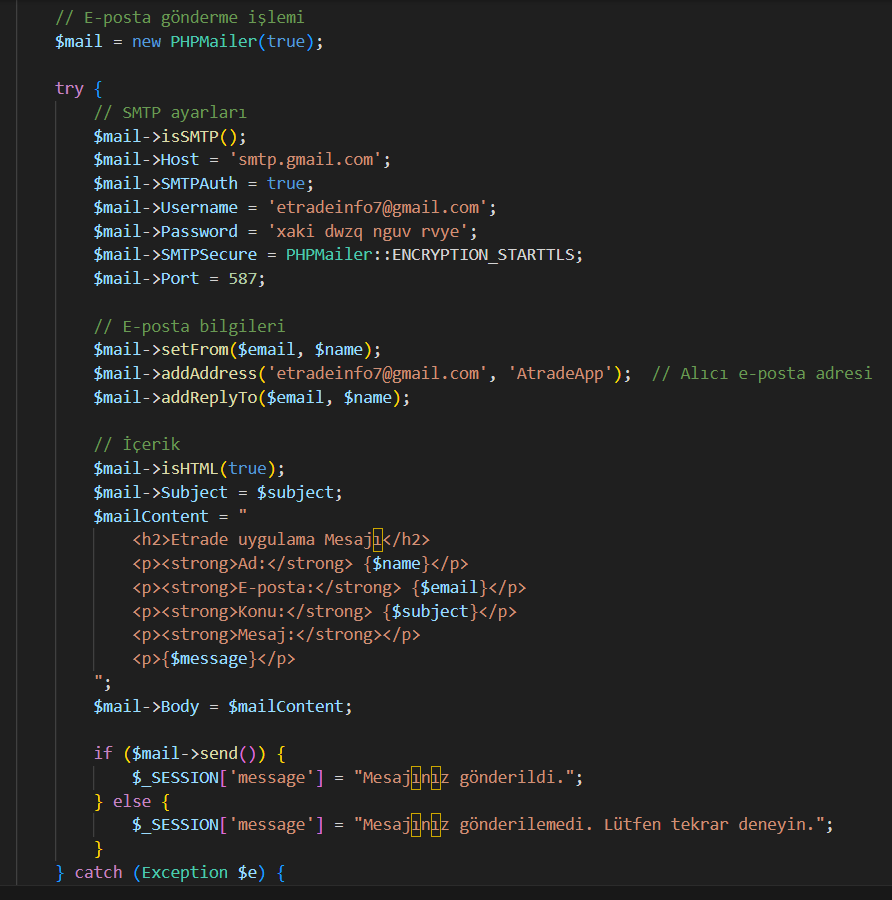 // E-posta gönderme işlemi
$mail = new PHPMailer(true);
try {
// SMTP ayarları
$mail->isSMTP();
$mail->Host = 'smtp.gmail.com';
$mail->SMTPAuth = true;
$mail->Username = 'etradeinfo7@gmail.com';
$mail->Password = 'xaki dwzq nguv rvye';
$mail->SMTPSecure = PHPMailer::ENCRYPTION_STARTTLS;
$mail->Port = 587;
// E-posta bilgileri
$mail->setFrom($email, $name);
$mail->addAddress('etradeinfo7@gmail.com', 'AtradeApp');  // Alıcı e-posta adresi
$mail->addReplyTo($email, $name);
// İçerik
$mail->isHTML(true);
$mail->Subject = $subject;
$mailContent = "
<h2>Etrade uygulama Mesajı</h2>
<p><strong>Ad:</strong> {$name}</p>
<p><strong>E-posta:</strong> {$email}</p>
<p><strong>Konu:</strong> {$subject}</p>
<p><strong>Mesaj:</strong></p>
<p>{$message}</p>
";
$mail->Body = $mailContent;
if ($mail->send()) {
$_SESSION['message'] = "Mesajınız gönderildi.";
} else {
$_SESSION['message'] = "Mesajınız gönderilemedi. Lütfen tekrar deneyin.";
}
} catch (Exception $e) {